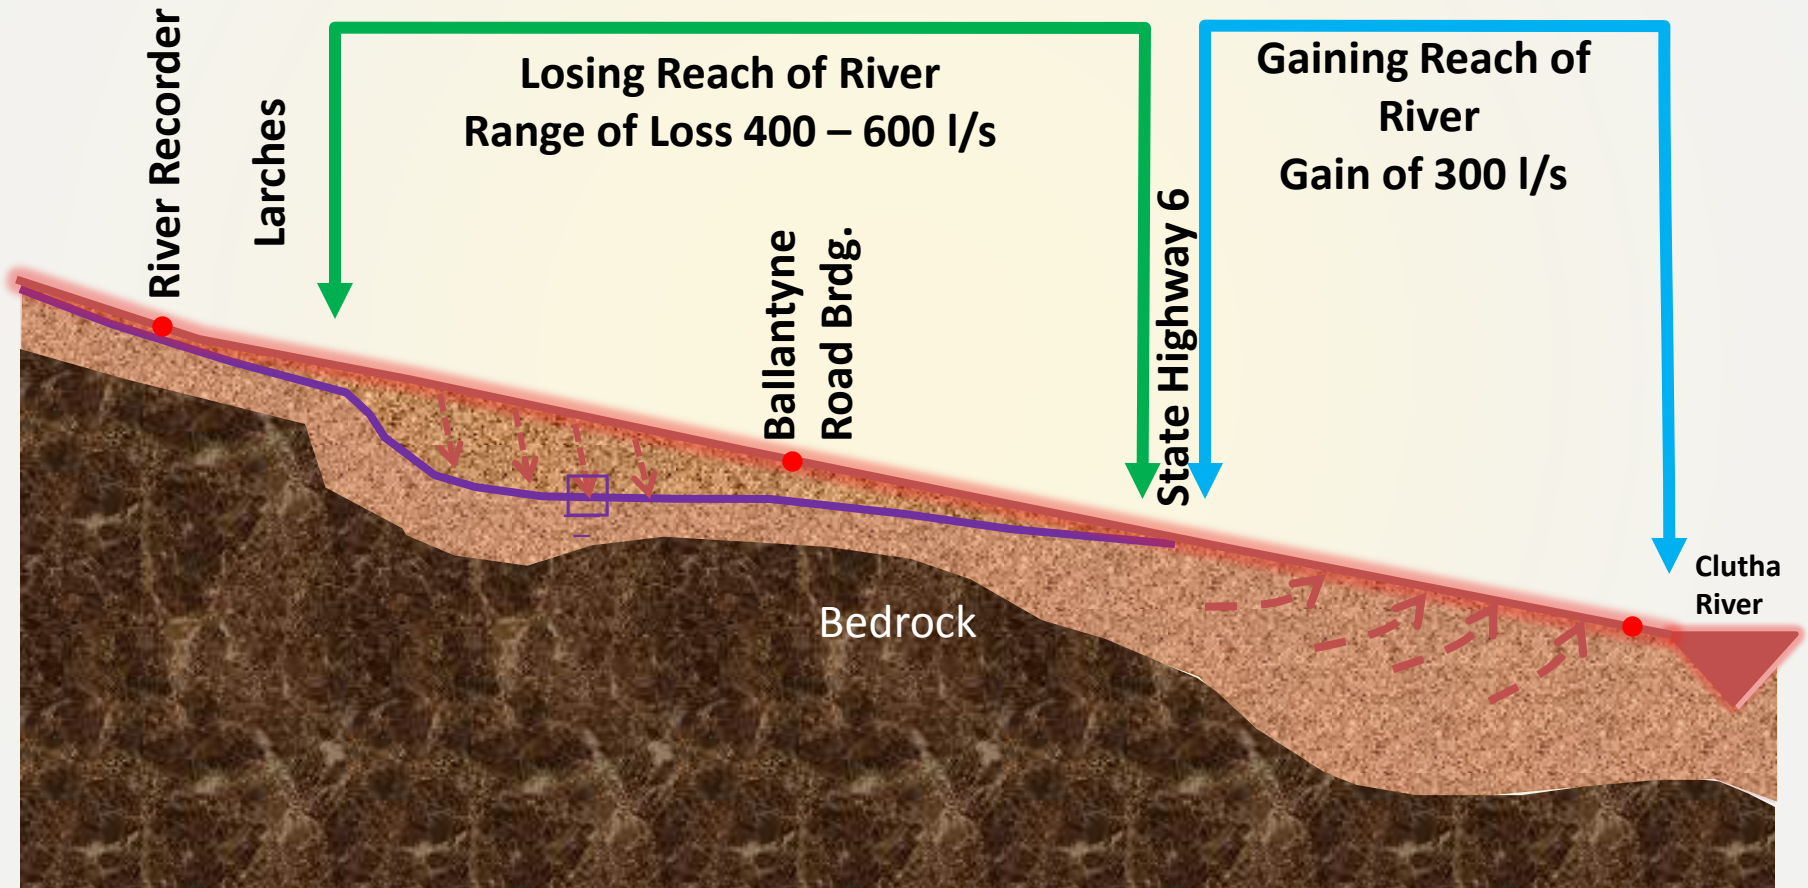 River Recorder
Larches
Losing Reach of River
Range of Loss 400 – 600 l/s
Ballantyne
Road Brdg.
State Highway 6
Gaining Reach of
River
Gain of 300 l/s
Clutha
River
Bedrock